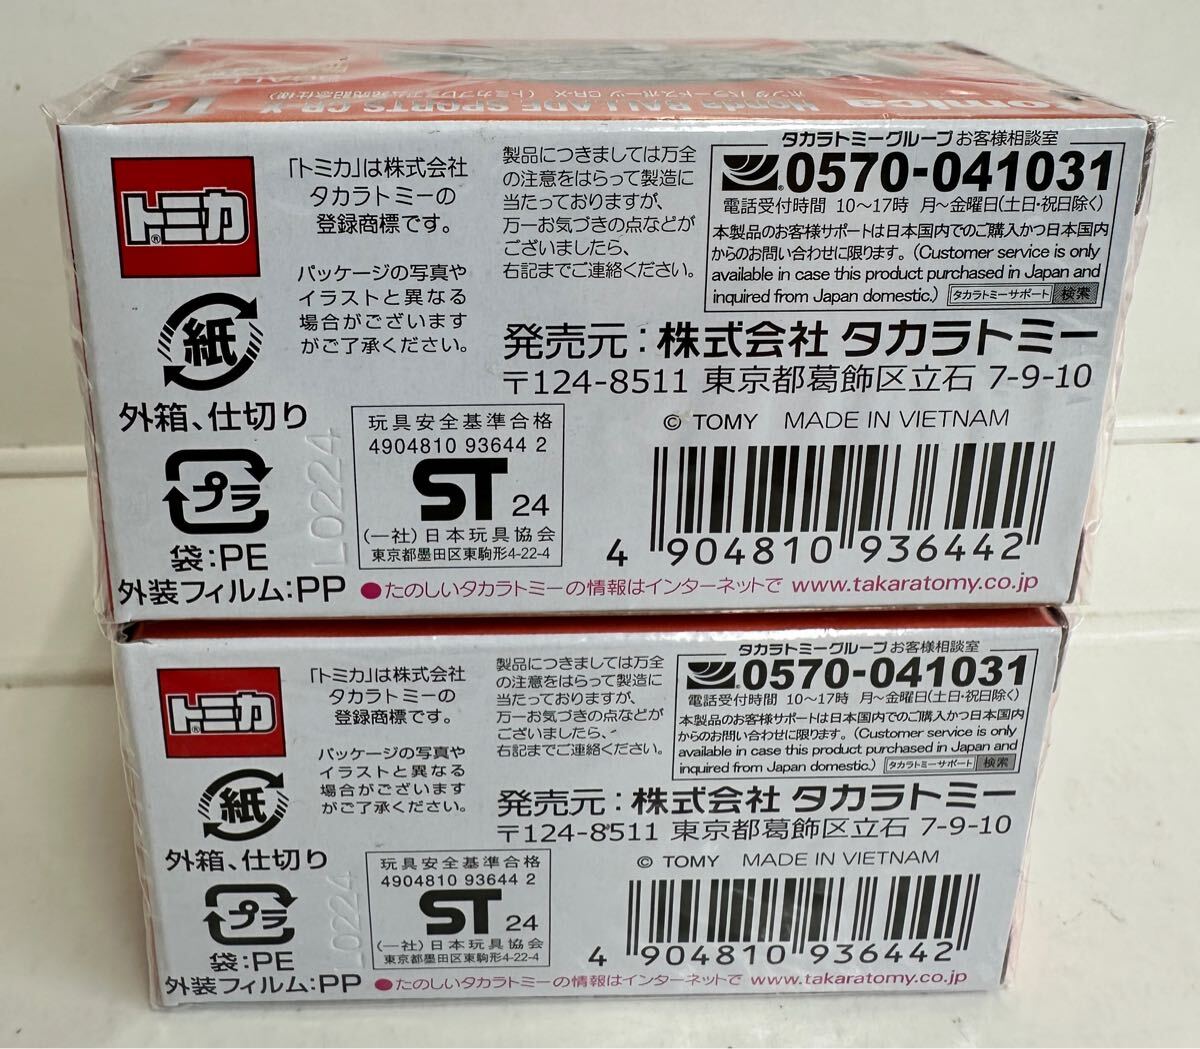 tomica
Honda BALLADE SPORTS CR-X
ホンダ バラードスポーツ CR-X (トミカプレミアム発売記念仕様)
16
トミカ®
「トミカ」は株式会社
タカラトミーの
登録商標です。
パッケージの写真や
イラストと異なる
場合がございます
がご了承ください。
製品につきましては万全
の注意をはらって製造に
当たっておりますが、
万一お気づきの点などが
ございましたら、
右記までご連絡ください。
タカラトミーグループ お客様相談室
0570-041031
電話受付時間 10〜17時 月〜金曜日(土日・祝日除く)
本製品のお客様サポートは日本国内でのご購入かつ日本国内
からのお問い合わせに限ります。(Customer service is only
available in case this product purchased in Japan and
inquired from Japan domestic.) タカラトミーサポート 検索
発売元：株式会社 タカラトミー
〒124-8511 東京都葛飾区立石 7-9-10
© TOMY MADE IN VIETNAM
紙
外箱、仕切り
プラ
袋：PE
外装フィルム：PP
L0224
玩具安全基準合格
4904810 93644 2
ST 24
(一社)日本玩具協会
東京都墨田区東駒形4-22-4
4 904810 936442
●たのしいタカラトミーの情報はインターネットで www.takaratomy.co.jp
トミカ®
「トミカ」は株式会社
タカラトミーの
登録商標です。
パッケージの写真や
イラストと異なる
場合がございます
がご了承ください。
製品につきましては万全
の注意をはらって製造に
当たっておりますが、
万一お気づきの点などが
ございましたら、
右記までご連絡ください。
タカラトミーグループ お客様相談室
0570-041031
電話受付時間 10〜17時 月〜金曜日(土日・祝日除く)
本製品のお客様サポートは日本国内でのご購入かつ日本国内
からのお問い合わせに限ります。(Customer service is only
available in case this product purchased in Japan and
inquired from Japan domestic.) タカラトミーサポート 検索
発売元：株式会社 タカラトミー
〒124-8511 東京都葛飾区立石 7-9-10
© TOMY MADE IN VIETNAM
紙
外箱、仕切り
プラ
袋：PE
外装フィルム：PP
L0224
玩具安全基準合格
4904810 93644 2
ST 24
(一社)日本玩具協会
東京都墨田区東駒形4-22-4
4 904810 936442
●たのしいタカラトミーの情報はインターネットで www.takaratomy.co.jp